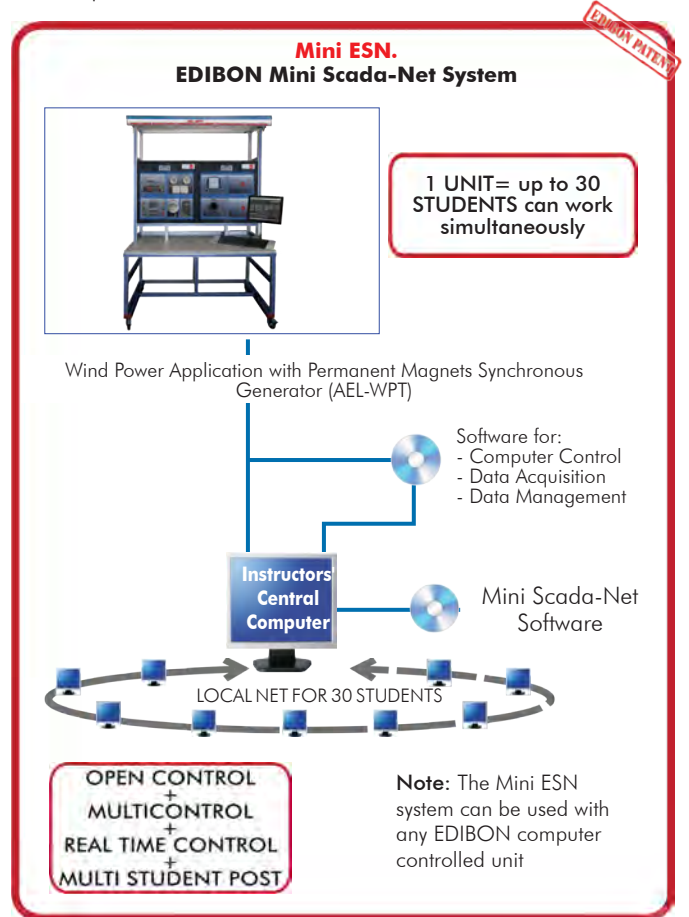 EDIBON PATENT
Mini ESN.
EDIBON Mini Scada-Net System
1 UNIT= up to 30
STUDENTS can work
simultaneously
Wind Power Application with Permanent Magnets Synchronous
Generator (AEL-WPT)
Software for:
- Computer Control
- Data Acquisition
- Data Management
Instructors'
Central
Computer
Mini Scada-Net
Software
LOCAL NET FOR 30 STUDENTS
OPEN CONTROL
+
MULTICONTROL
+
REAL TIME CONTROL
+
MULTI STUDENT POST
Note: The Mini ESN
system can be used with
any EDIBON computer
controlled unit